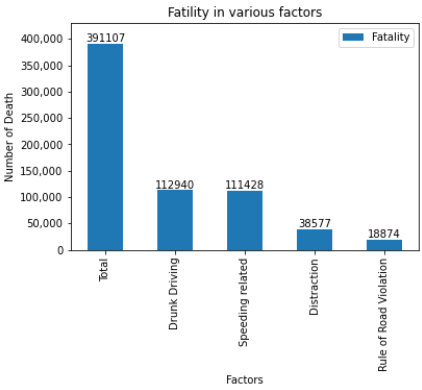 Fatility in various factors
Fatality
400,000
350,000
300,000
250,000
200,000
150,000
100,000
50,000
0
391107
112940
111428
38577
18874
Number of Death
Total
Drunk Driving
Speeding related
Distraction
Rule of Road Violation
Factors